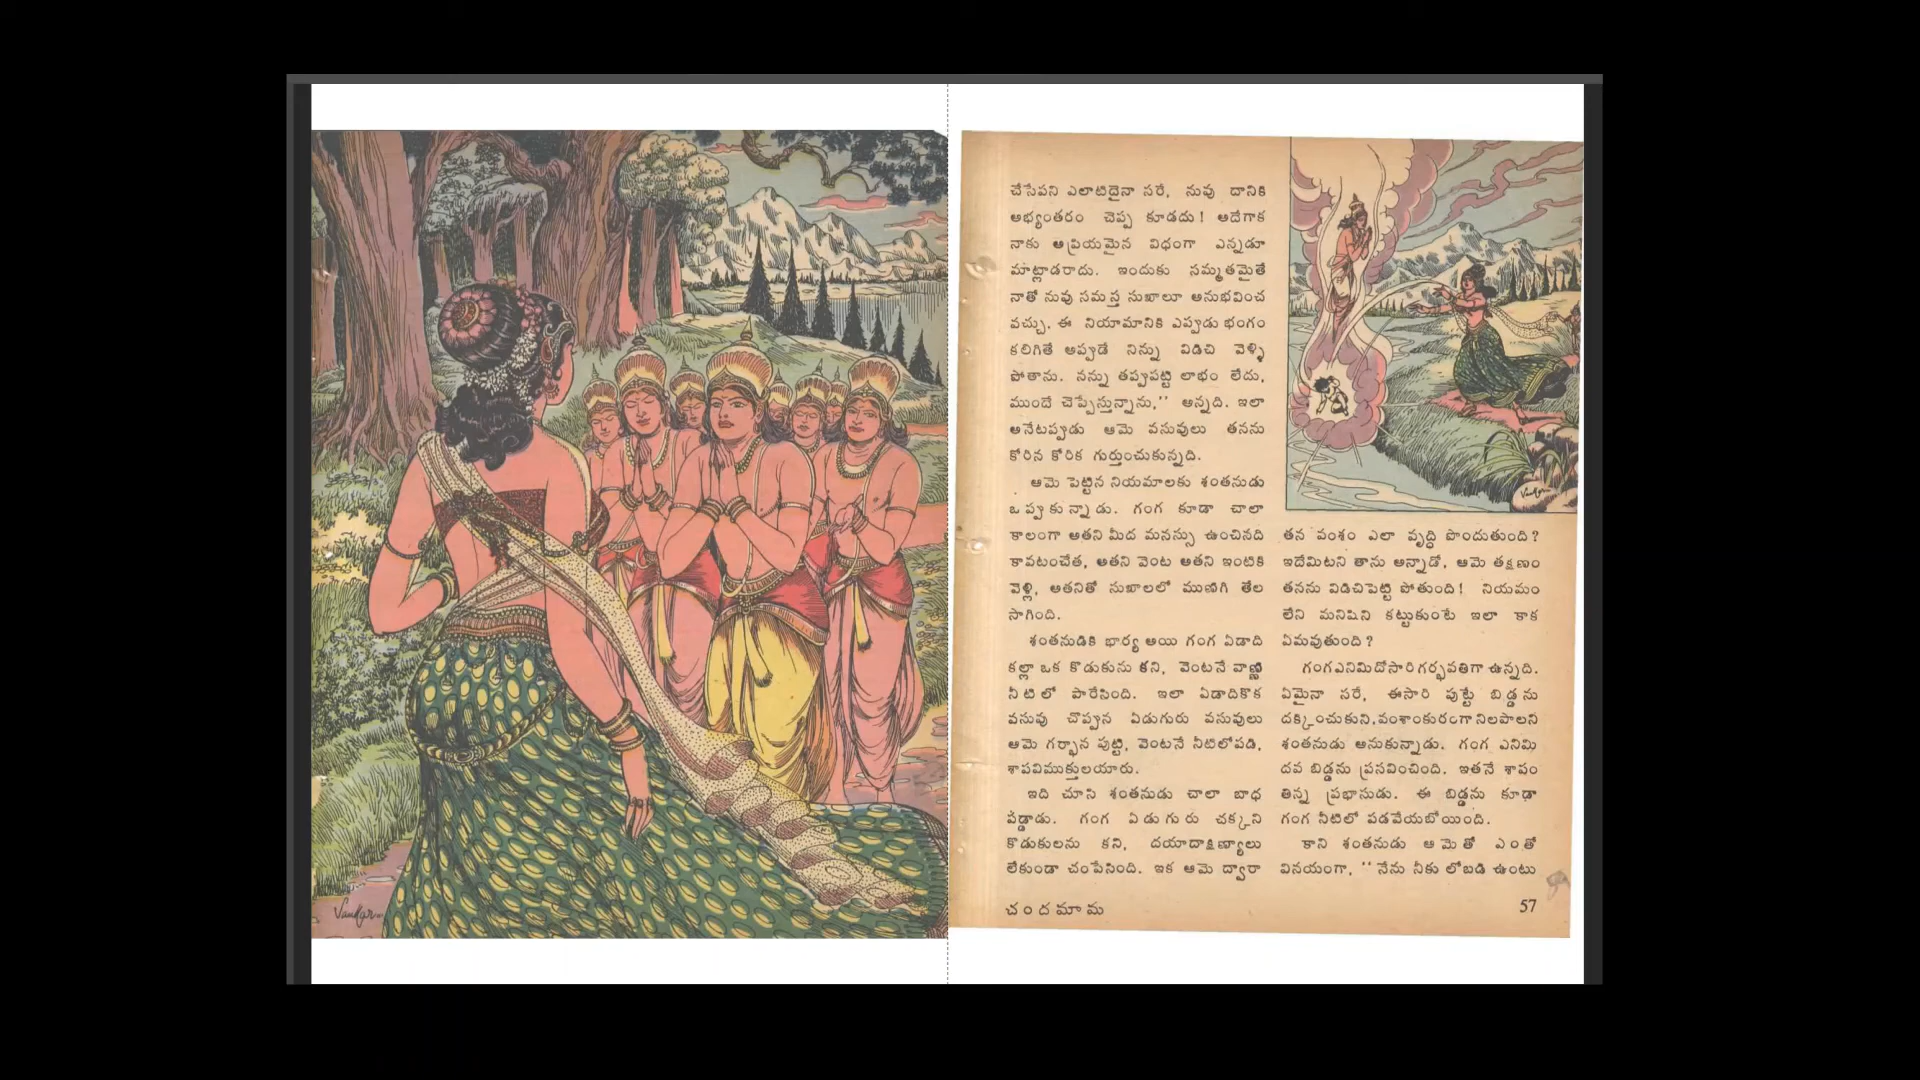 చేసేపని ఎలాటిదైనా సరే, నువు దానికి
అభ్యంతరం చెప్ప కూడదు! అదేగాక
నాకు అప్రియమైన విధంగా ఎన్నడూ
మాట్లాడరాదు. ఇందుకు సమ్మతమైతే
నాతో నువు సమస్త సుఖాలూ అనుభవించ
వచ్చు. ఈ నియామానికి ఎప్పుడు భంగం
కలిగితే అప్పుడే నిన్ను విడిచి వెళ్ళి
పోతాను. నన్ను తప్పుపట్టి లాభం లేదు,
ముందే చెప్పేస్తున్నాను,'' అన్నది. ఇలా
అనేటప్పుడు ఆమె వసువులు తనను
కోరిన కోరిక గుర్తుంచుకున్నది.
ఆమె పెట్టిన నియమాలకు శంతనుడు
ఒప్పుకున్నాడు. గంగ కూడా చాలా
కాలంగా అతని మీద మనస్సు ఉంచినది
కావటంచేత, అతని వెంట అతని ఇంటికి
వెళ్లి, అతనితో సుఖాలలో మునిగి తేల
సాగింది.
శంతనుడికి భార్య అయి గంగ ఏడాది
కల్లా ఒక కొడుకును కని, వెంటనే వాణ్ణి
నీటిలో పారేసింది. ఇలా ఏడాదికొక
వసువు చొప్పున ఏడుగురు వసువులు
ఆమె గర్భాన పుట్టి, వెంటనే నీటిలోపడి,
శాపవిముక్తులయారు.
ఇది చూసి శంతనుడు చాలా బాధ
పడ్డాడు. గంగ ఏడుగురు చక్కని
కొడుకులను కని, దయాదాక్షిణ్యాలు
లేకుండా చంపేసింది. ఇక ఆమె ద్వారా
తన వంశం ఎలా వృద్ధి పొందుతుంది?
ఇదేమిటని తాను అన్నాడో, ఆమె తక్షణం
తనను విడిచిపెట్టి పోతుంది! నియమం
లేని మనిషిని కట్టుకుంటే ఇలా కాక
ఏమవుతుంది?
గంగ ఎనిమిదోసారి గర్భవతిగా ఉన్నది.
ఏమైనా సరే, ఈసారి పుట్టే బిడ్డను
దక్కించుకుని, వంశాంకురంగా నిలపాలని
శంతనుడు అనుకున్నాడు. గంగ ఎనిమి
దవ బిడ్డను ప్రసవించింది. ఇతనే శాపం
తిన్న ప్రభాసుడు. ఈ బిడ్డను కూడా
గంగ నీటిలో పడవేయబోయింది.
కాని శంతనుడు ఆమెతో ఎంతో
వినయంగా, ''నేను నీకు లోబడి ఉంటు
చందమామ
57